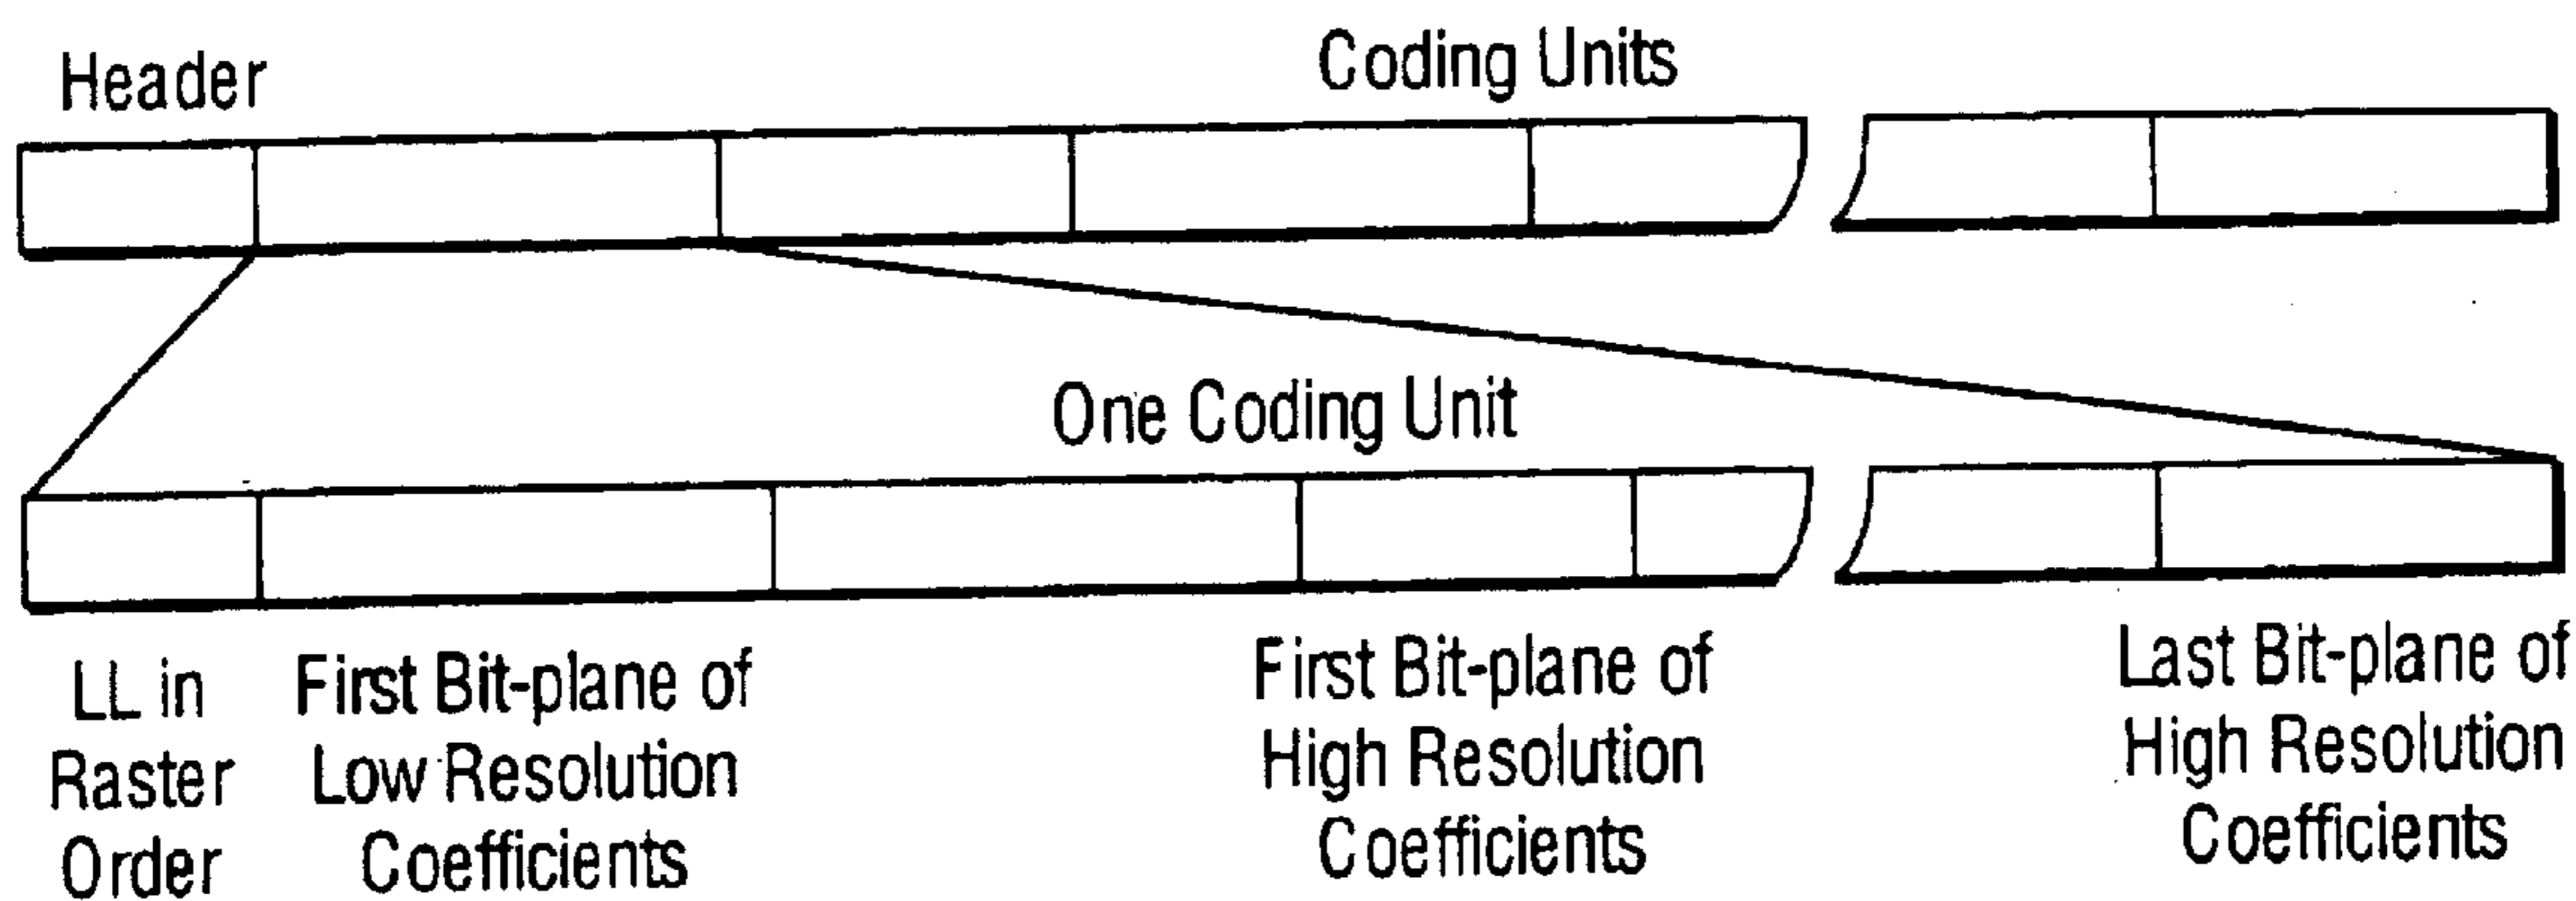 Header
Coding Units
One Coding Unit
LL in
Raster
Order
First Bit-plane of
Low Resolution
Coefficients
First Bit-plane of
High Resolution
Coefficients
Last Bit-plane of
High Resolution
Coefficients